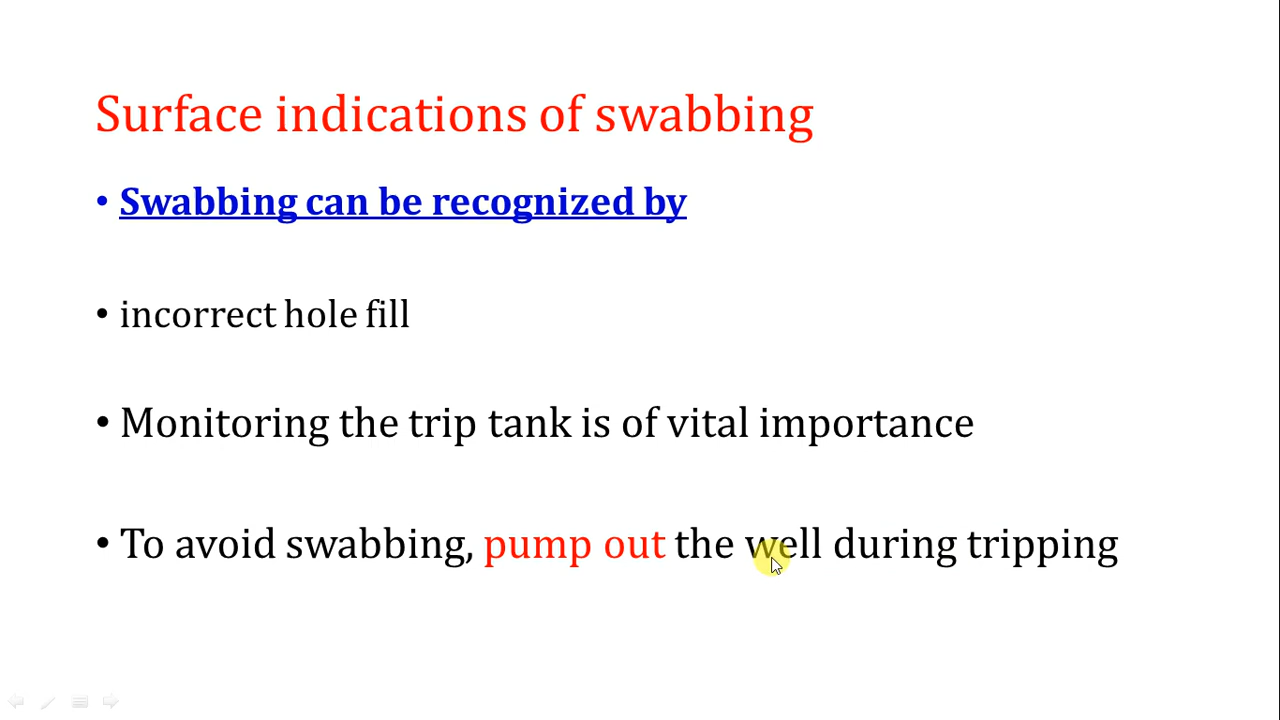 Surface indications of swabbing
• Swabbing can be recognized by
• incorrect hole fill
• Monitoring the trip tank is of vital importance
• To avoid swabbing, pump out the well during tripping